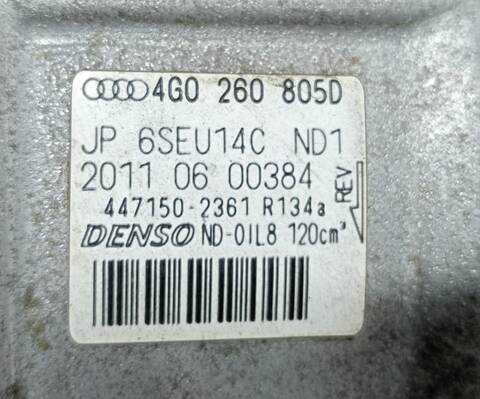 4G0 260 805D
JP 6SEU14C ND1
2011 06 00384
REV
447150-2361 R134a
DENSO ND-OIL8 120cm³